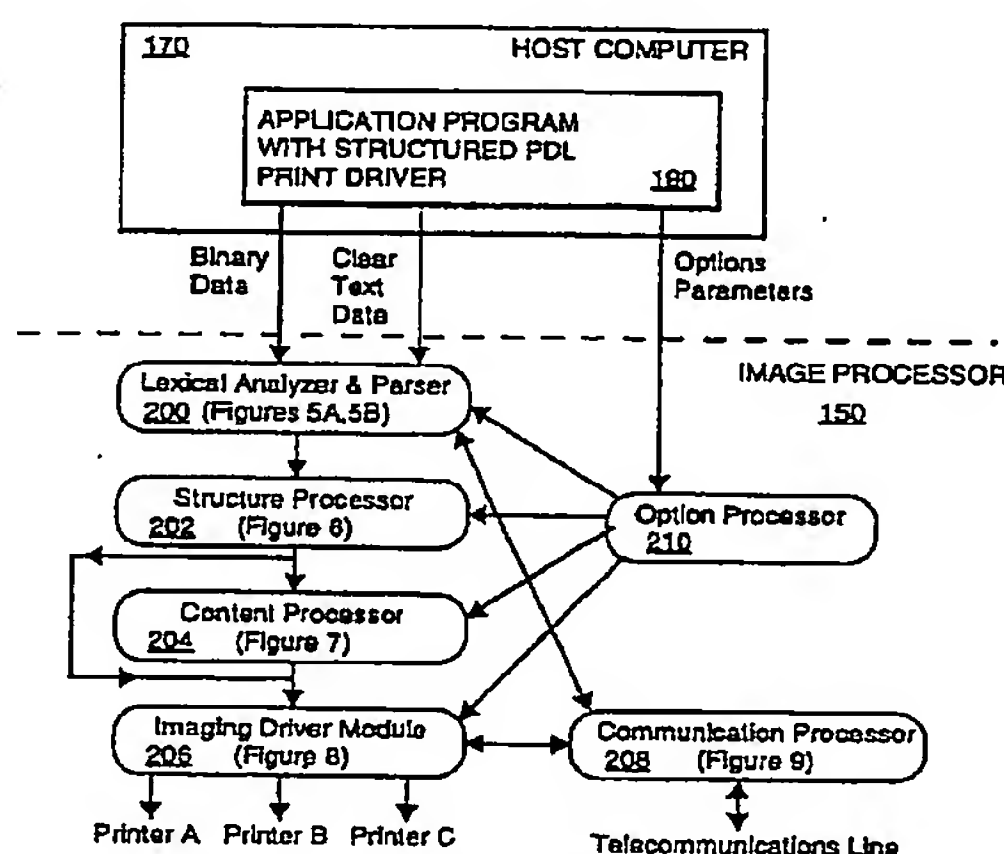 170 HOST COMPUTER
APPLICATION PROGRAM
WITH STRUCTURED PDL
PRINT DRIVER 180
Binary
Data
Clear
Text
Data
Options
Parameters
IMAGE PROCESSOR
150
Lexical Analyzer & Parser
200 (Figures 5A,5B)
Structure Processor
202 (Figure 6)
Option Processor
210
Content Processor
204 (Figure 7)
Imaging Driver Module
206 (Figure 8)
Communication Processor
208 (Figure 9)
Printer A Printer B Printer C
Telecommunications Line